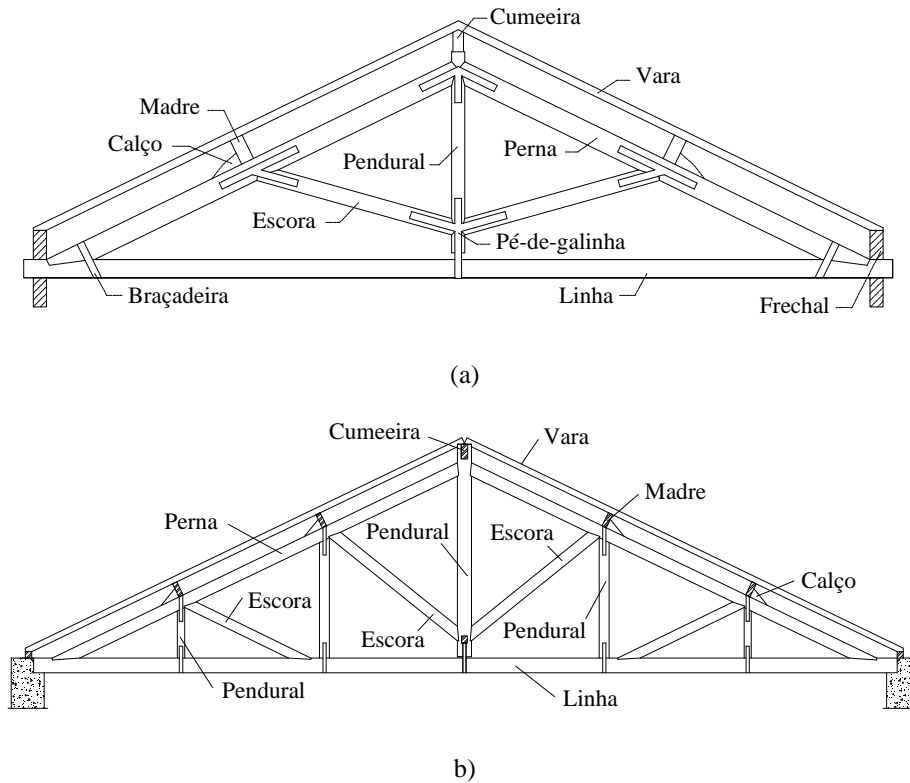 Cumeeira
Vara
Madre
Calço
Perna
Pendural
Escora
Pé-de-galinha
Braçadeira
Linha
Frechal
(a)
Cumeeira
Vara
Madre
Perna
Escora
Pendural
Calço
Escora
Escora
Pendural
Pendural
Linha
b)